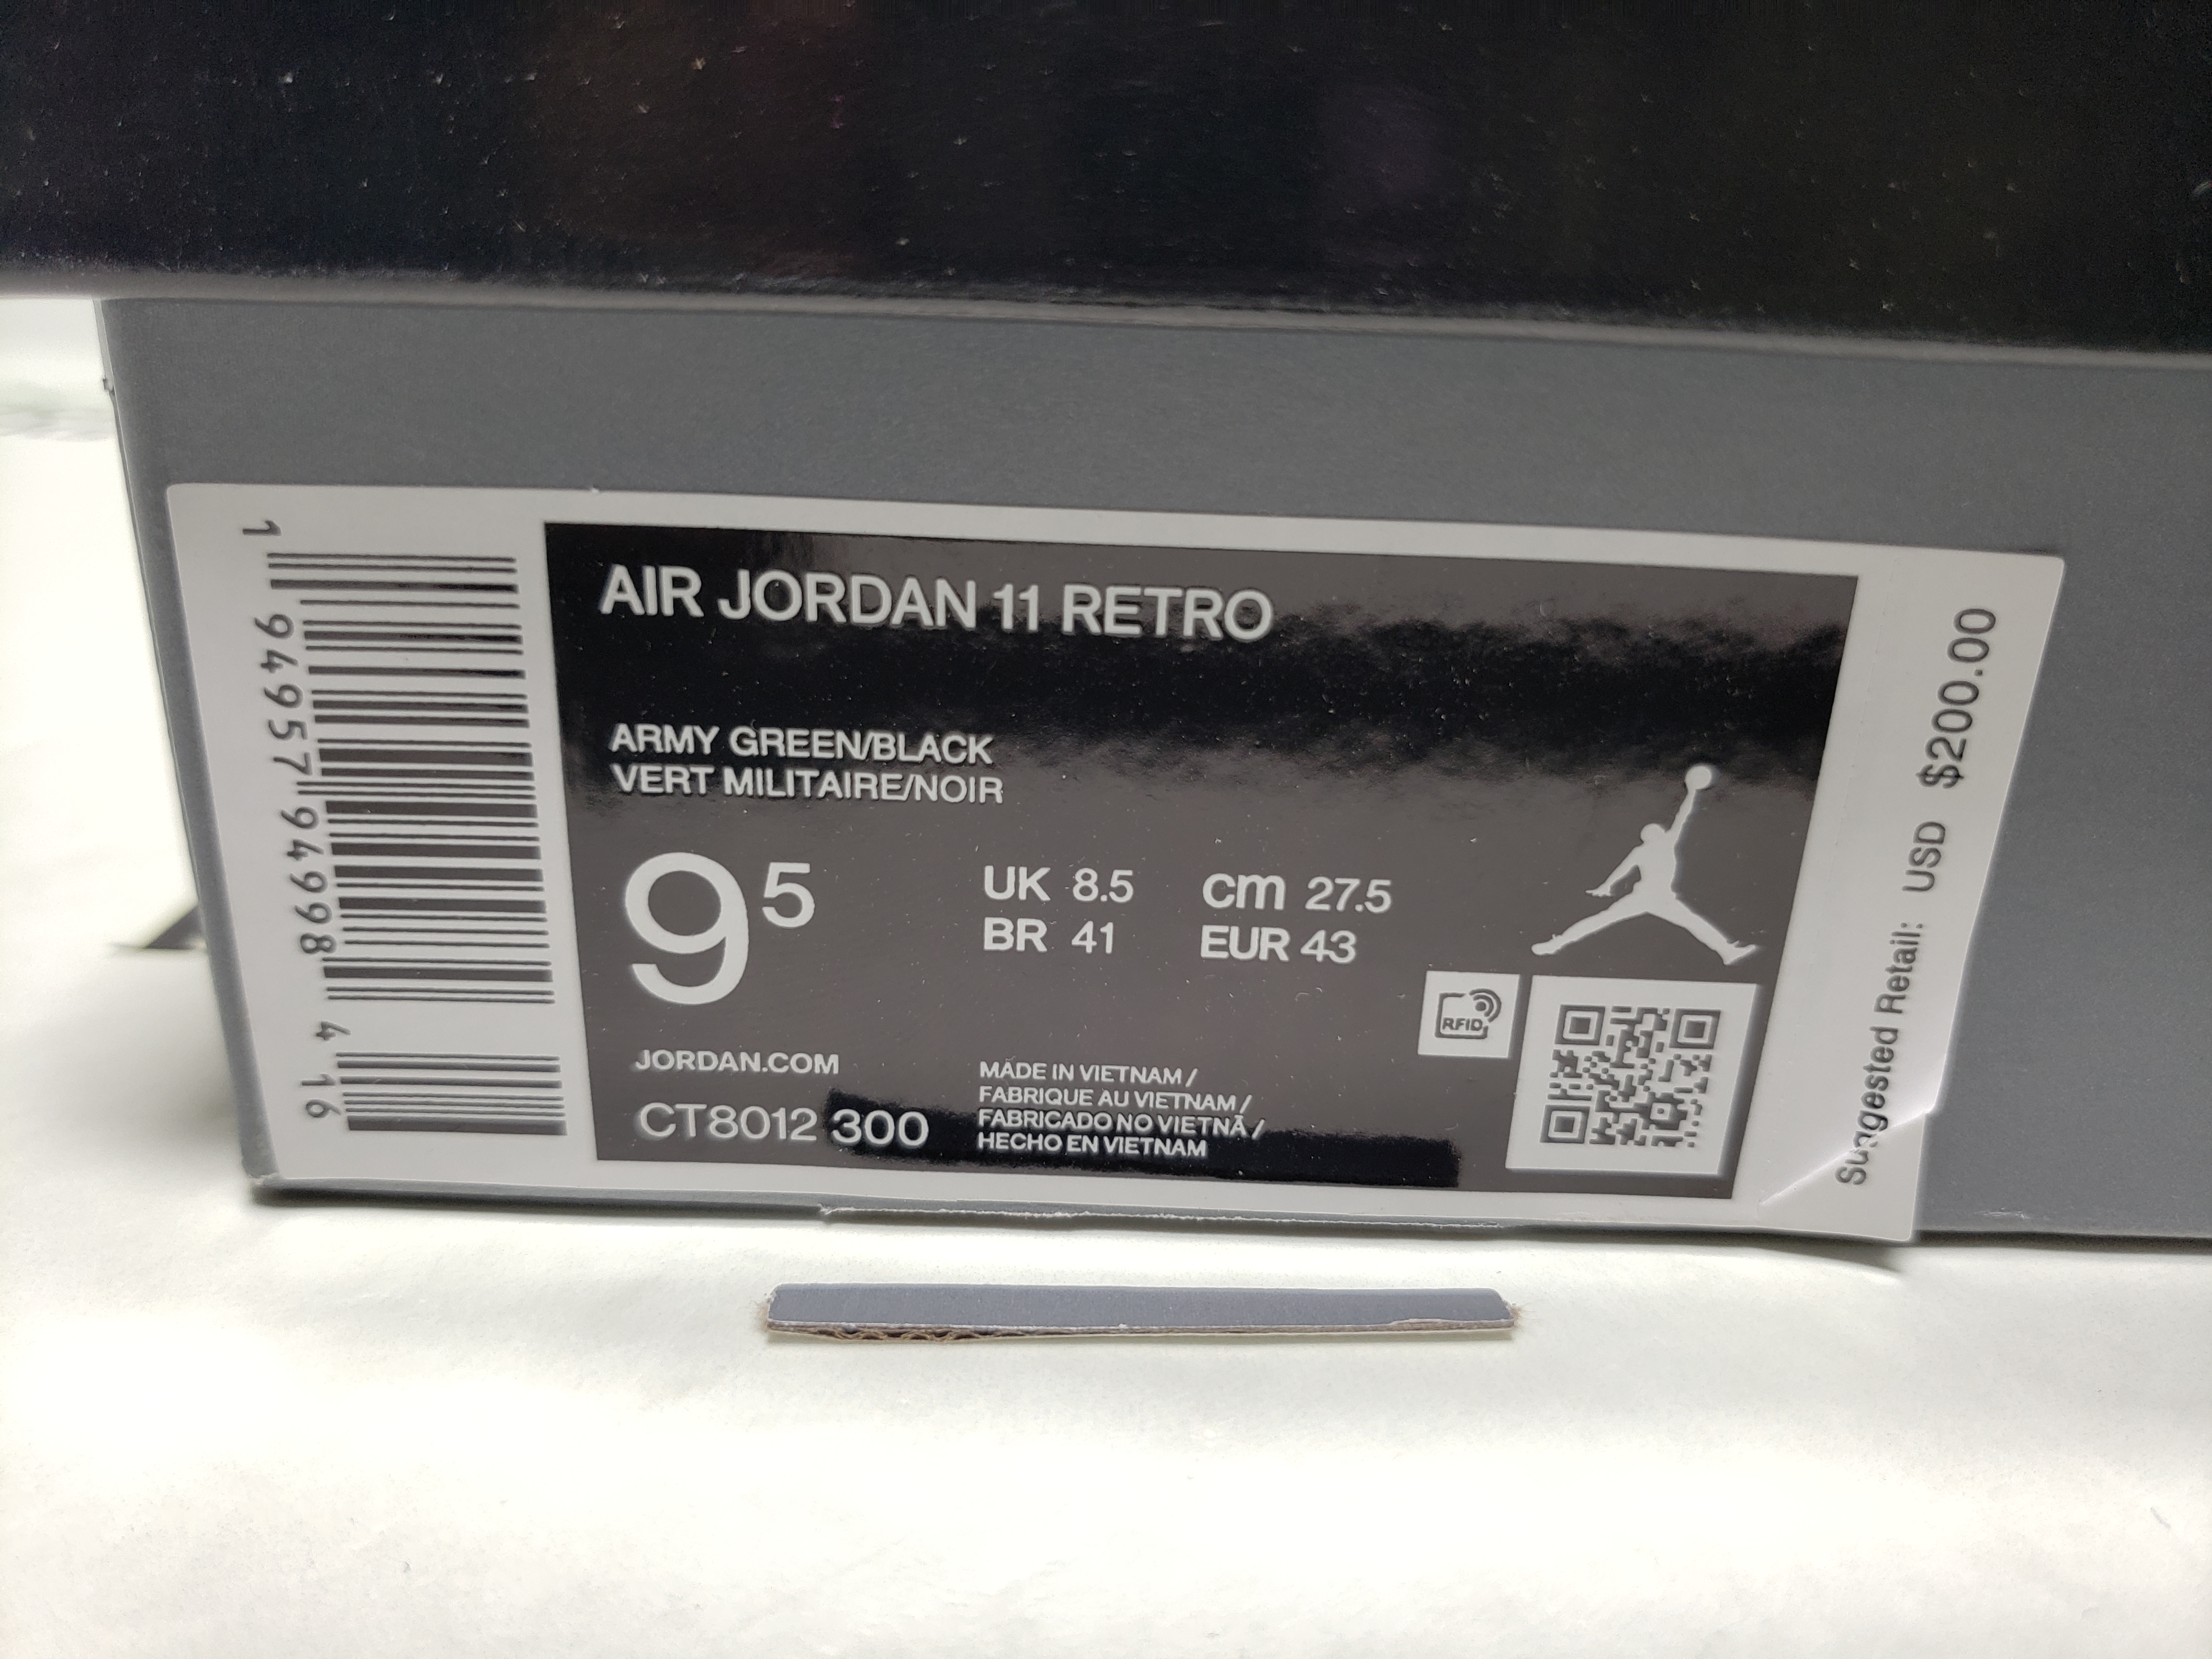 AIR JORDAN 11 RETRO
ARMY GREEN/BLACK
VERT MILITAIRE/NOIR
9 5
UK 8.5 cm 27.5
BR 41 EUR 43
RFID
JORDAN.COM
CT8012 300
MADE IN VIETNAM /
FABRIQUE AU VIETNAM /
FABRICADO NO VIETNÃ /
HECHO EN VIETNAM
1 94957 94998 4 16
Suggested Retail: USD $200.00